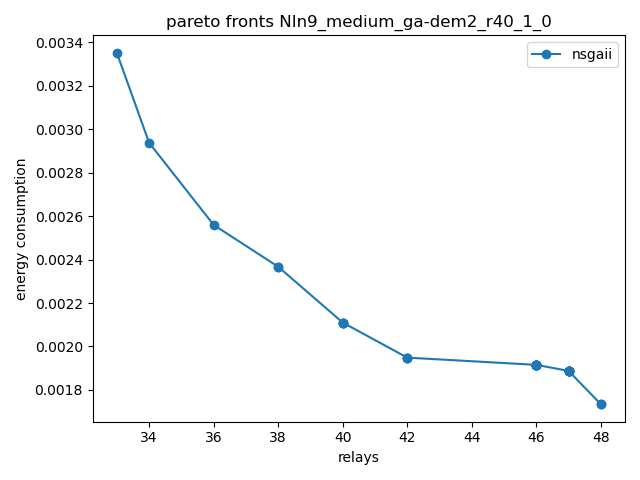 pareto fronts NIn9_medium_ga-dem2_r40_1_0
nsgaii
0.0034
0.0032
0.0030
0.0028
0.0026
0.0024
0.0022
0.0020
0.0018
energy consumption
34 36 38 40 42 44 46 48
relays